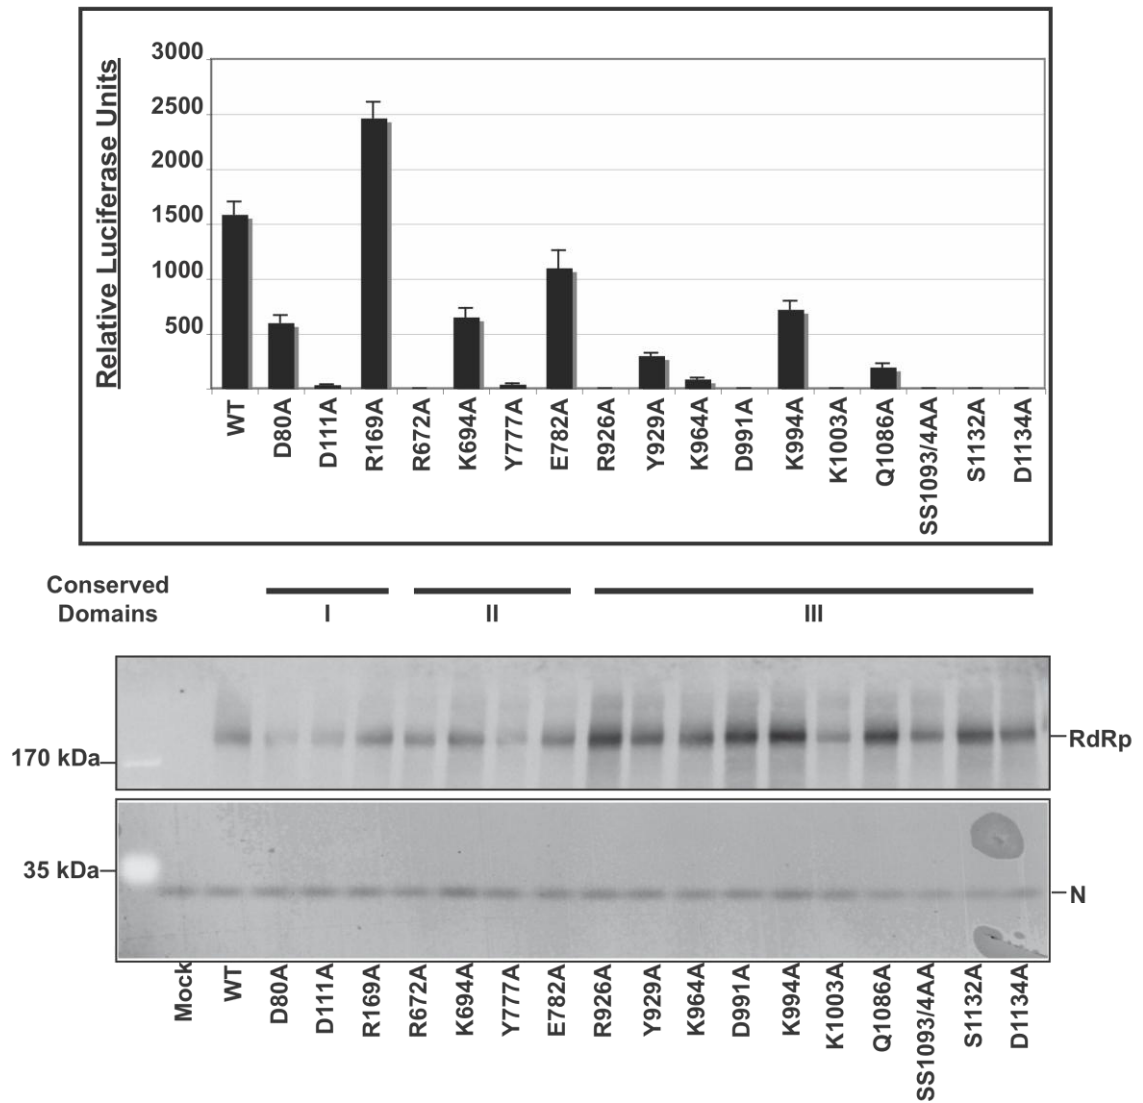 3000
2500
2000
1500
1000
500
Relative Luciferase Units
WT
D80A
D111A
R169A
R672A
K694A
Y777A
E782A
R926A
Y929A
K964A
D991A
K994A
K1003A
Q1086A
SS1093/4AA
S1132A
D1134A
Conserved
Domains
I
II
III
170 kDa
RdRp
35 kDa
N
Mock
WT
D80A
D111A
R169A
R672A
K694A
Y777A
E782A
R926A
Y929A
K964A
D991A
K994A
K1003A
Q1086A
SS1093/4AA
S1132A
D1134A